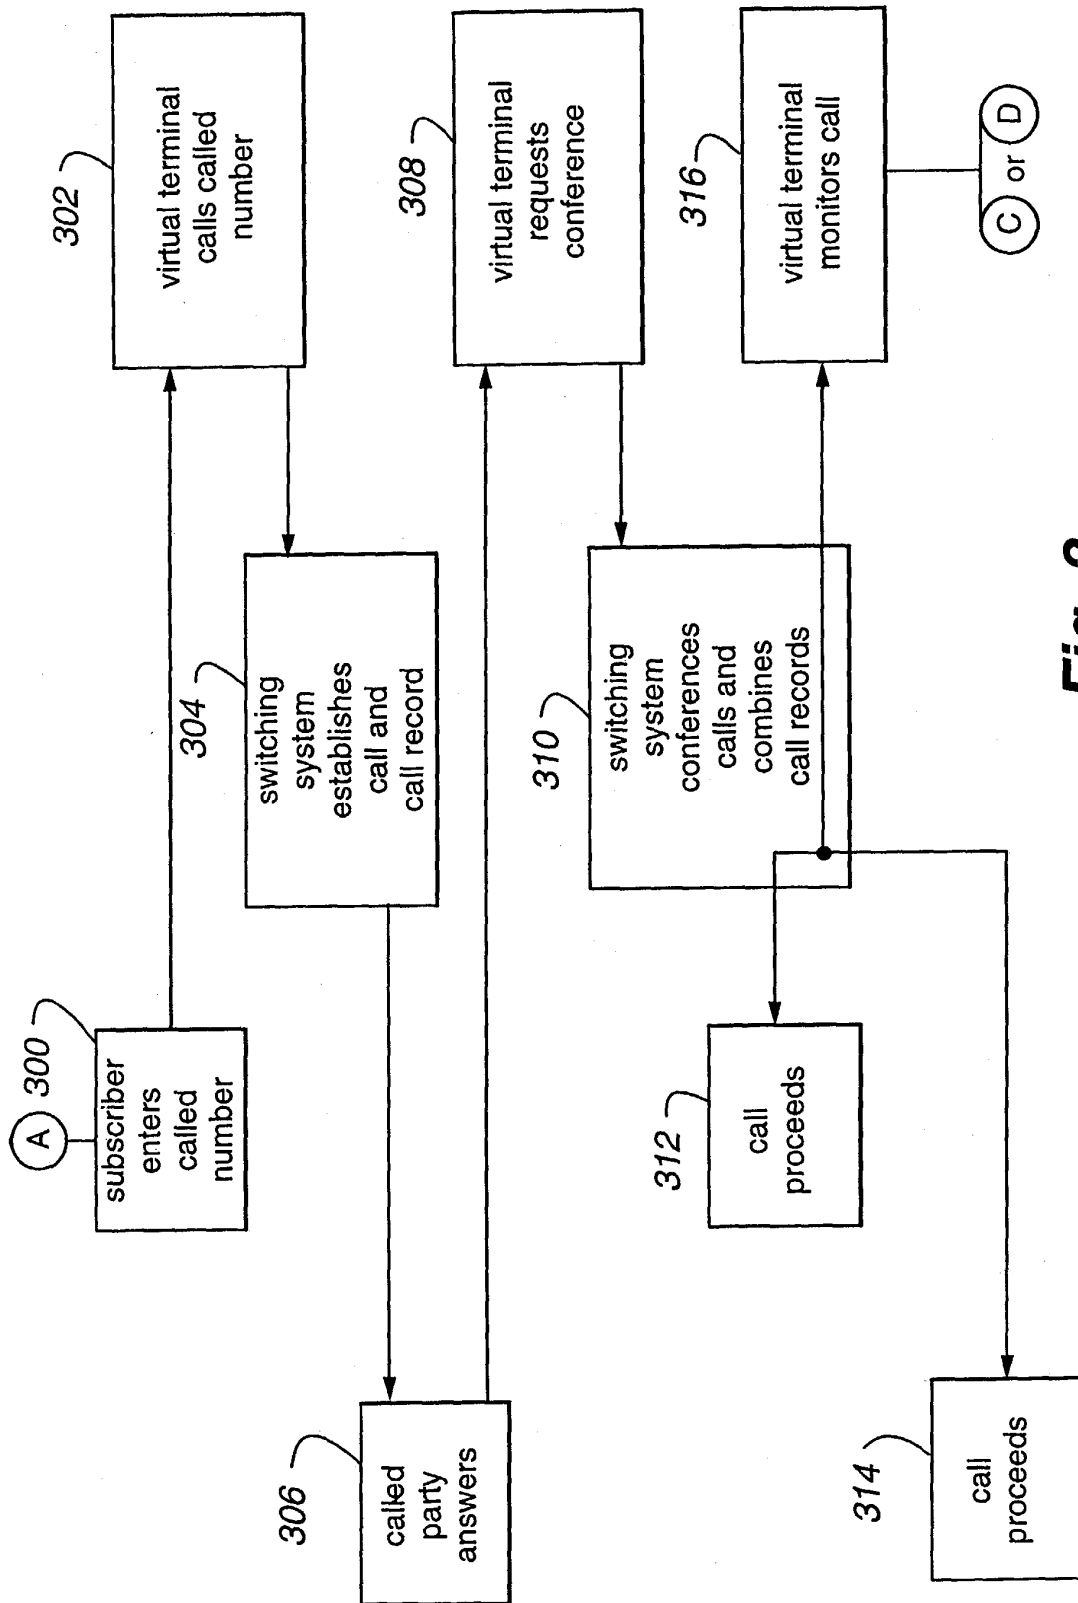 A
300
subscriber
enters
called
number
302
virtual terminal
calls called
number
304
switching
system
establishes
call and
call record
306
called
party
answers
308
virtual terminal
requests
conference
310
switching
system
conferences
calls and
combines
call records
312
call
proceeds
314
call
proceeds
316
virtual terminal
monitors call
C or D
Fig.